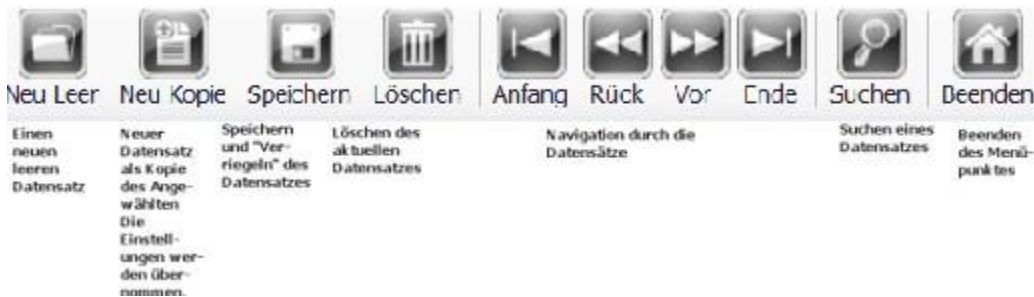 Neu Leer
Neu Kopie
Speichern
Löschen
Anfang
Rück
Vor
Ende
Suchen
Beenden
Einen
neuen
leeren
Datensatz
Neuer
Datensatz
als Kopie
des Ange-
wählten
Die
Einstell-
ungen wer-
den über-
nommen.
Speichern
und "Ver-
riegeln" des
Datensatzes
Löschen des
aktuellen
Datensatzes
Navigation durch die
Datensätze
Suchen eines
Datensatzes
Beenden
des Menü-
punktes